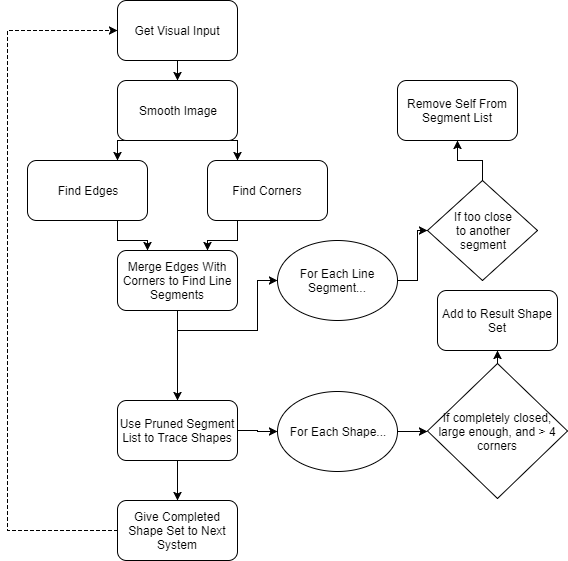 Get Visual Input
Smooth Image
Find Edges
Find Corners
Merge Edges With
Corners to Find Line
Segments
For Each Line
Segment...
If too close
to another
segment
Remove Self From
Segment List
Use Pruned Segment
List to Trace Shapes
For Each Shape...
If completely closed,
large enough, and > 4
corners
Add to Result Shape
Set
Give Completed
Shape Set to Next
System